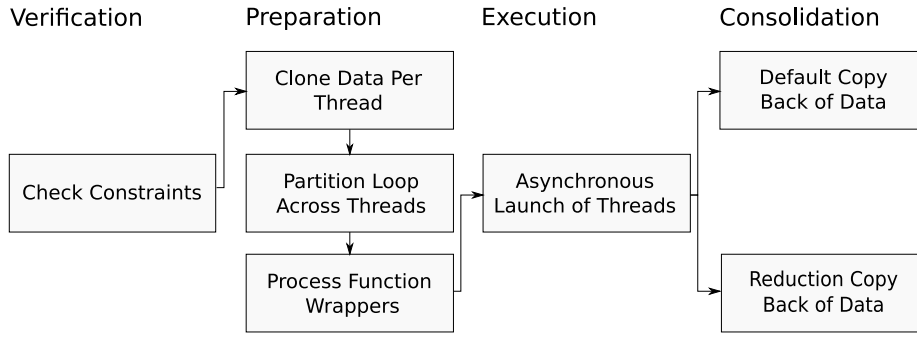 Verification
Preparation
Execution
Consolidation
Check Constraints
Clone Data Per
Thread
Partition Loop
Across Threads
Process Function
Wrappers
Asynchronous
Launch of Threads
Default Copy
Back of Data
Reduction Copy
Back of Data